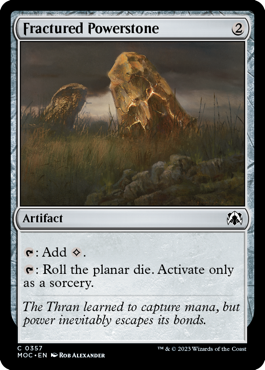 Fractured Powerstone 2
Artifact
: Add .
: Roll the planar die. Activate only
as a sorcery.
The Thran learned to capture mana, but
power inevitably escapes its bonds.
C 0357
MOC • EN Rob Alexander
™ & © 2023 Wizards of the Coast